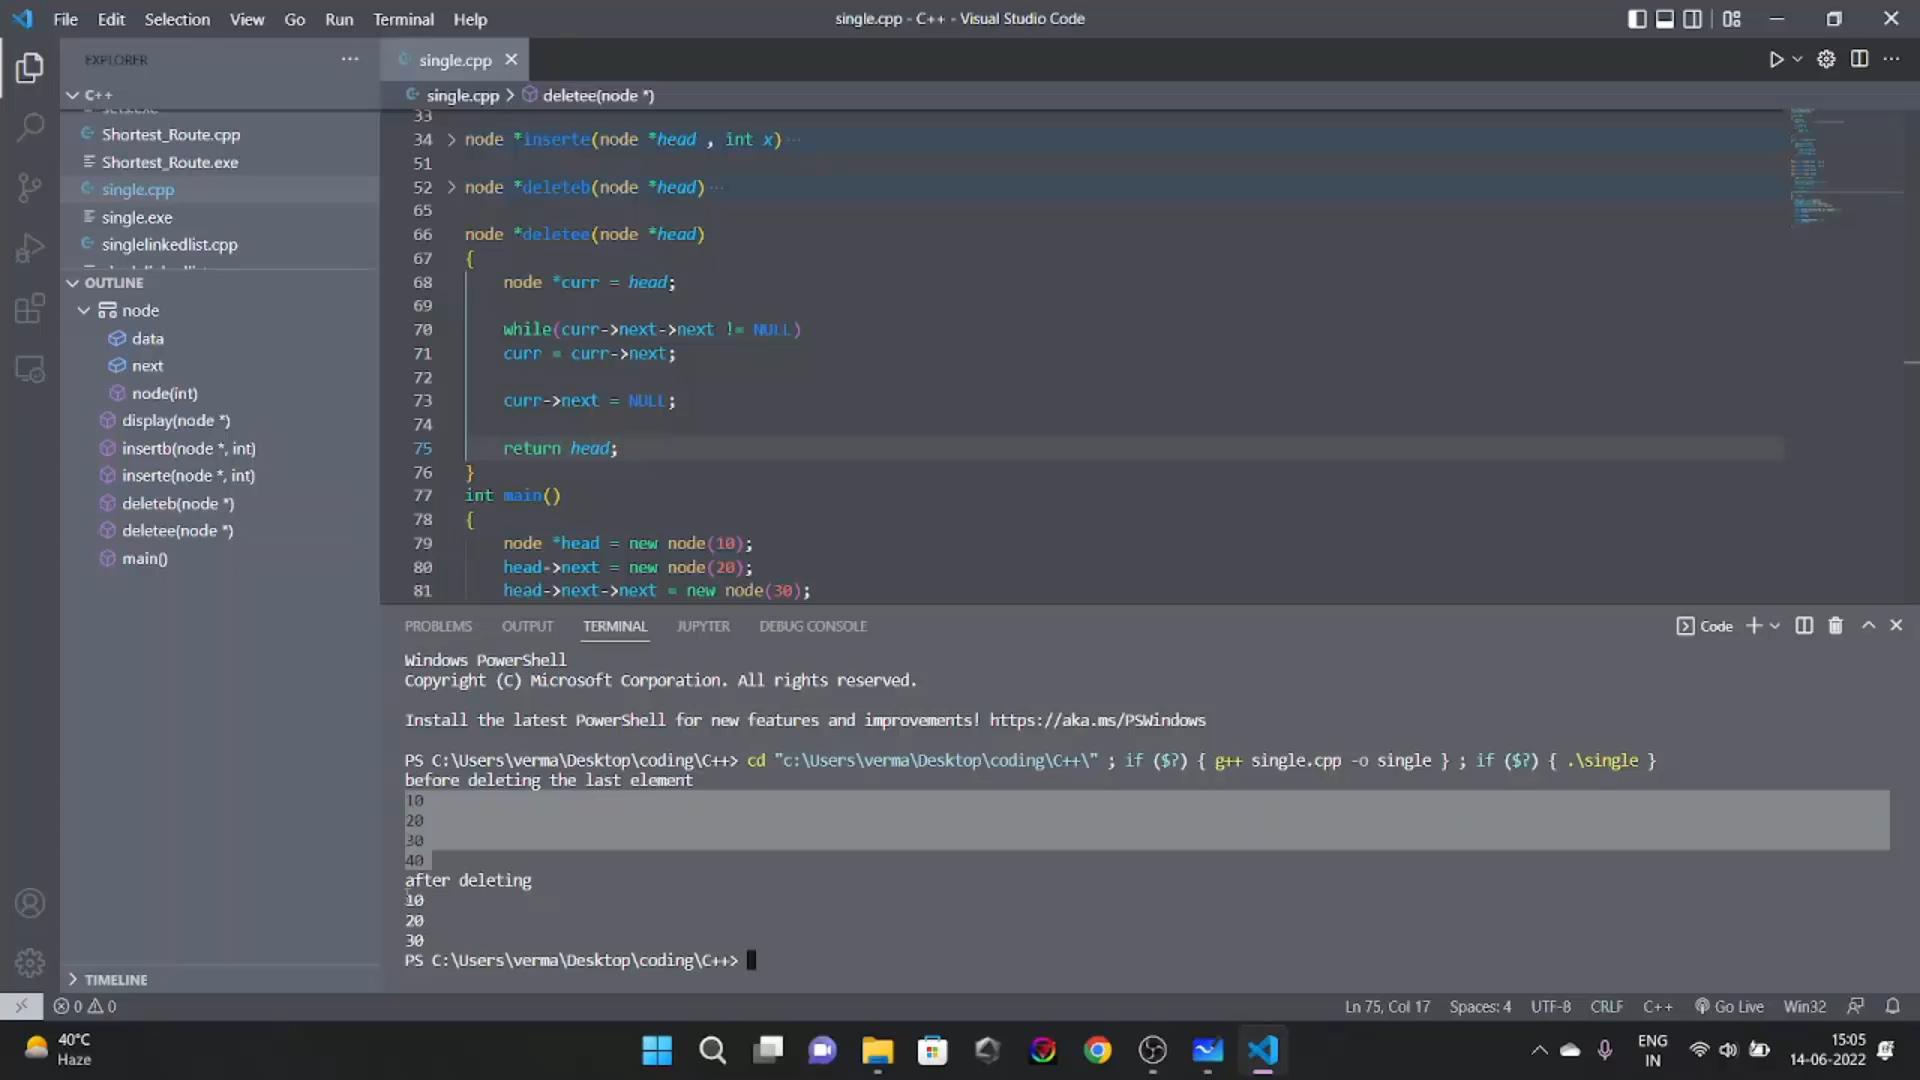 File Edit Selection View Go Run Terminal Help
single.cpp - C++ - Visual Studio Code
EXPLORER
single.cpp
C++
single.cpp > deletee(node *)
sets.exe
Shortest_Route.cpp
Shortest_Route.exe
single.cpp
single.exe
singlelinkedlist.cpp
OUTLINE
node
data
next
node(int)
display(node *)
insertb(node *, int)
inserte(node *, int)
deleteb(node *)
deletee(node *)
main()
TIMELINE
33
34 > node *inserte(node *head , int x)···
51
52 > node *deleteb(node *head)···
65
66 node *deletee(node *head)
67 {
68 node *curr = head;
69
70 while(curr->next->next != NULL)
71 curr = curr->next;
72
73 curr->next = NULL;
74
75 return head;
76 }
77 int main()
78 {
79 node *head = new node(10);
80 head->next = new node(20);
81 head->next->next = new node(30);
PROBLEMS OUTPUT TERMINAL JUPYTER DEBUG CONSOLE
Code
Windows PowerShell
Copyright (C) Microsoft Corporation. All rights reserved.
Install the latest PowerShell for new features and improvements! https://aka.ms/PSWindows
PS C:\Users\verma\Desktop\coding\C++> cd "c:\Users\verma\Desktop\coding\C++\" ; if ($?) { g++ single.cpp -o single } ; if ($?) { .\single }
before deleting the last element
10
20
30
40
after deleting
10
20
30
PS C:\Users\verma\Desktop\coding\C++>
0 0
Ln 75, Col 17 Spaces: 4 UTF-8 CRLF C++ Go Live Win32
40°C
Haze
ENG
IN
15:05
14-06-2022